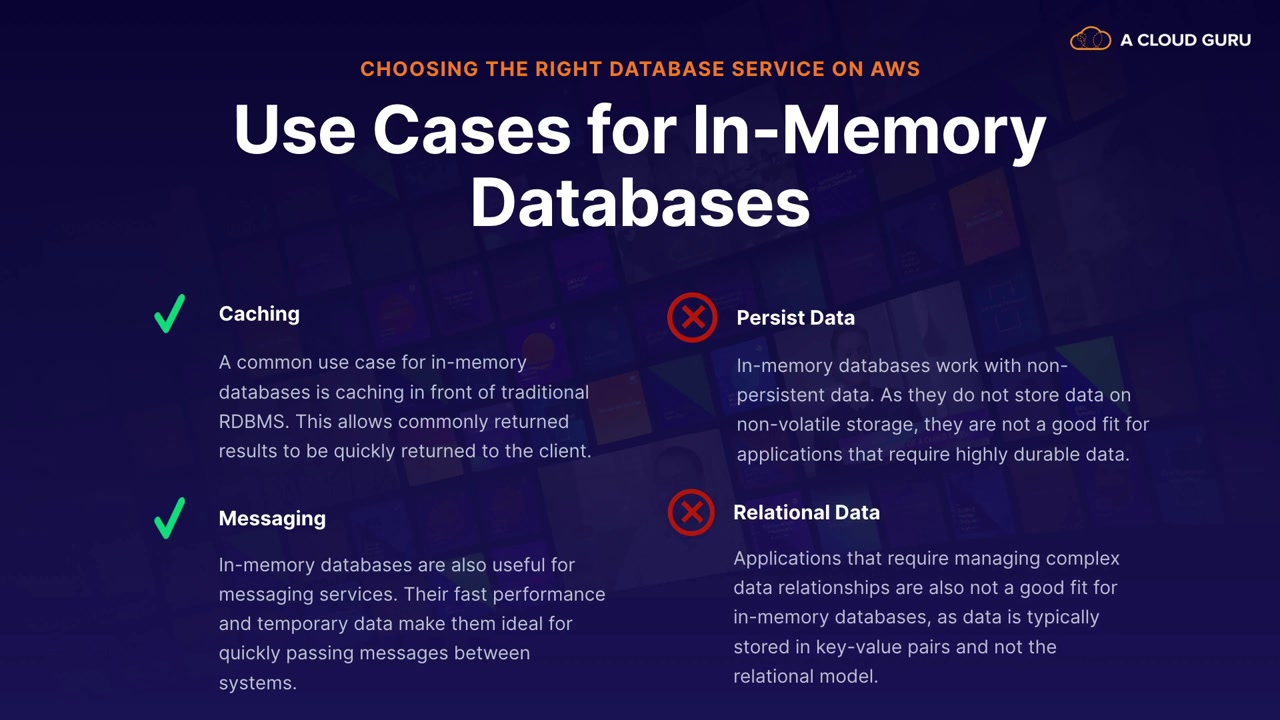 A CLOUD GURU
CHOOSING THE RIGHT DATABASE SERVICE ON AWS
Use Cases for In-Memory
Databases
Caching
A common use case for in-memory
databases is caching in front of traditional
RDBMS. This allows commonly returned
results to be quickly returned to the client.
Messaging
In-memory databases are also useful for
messaging services. Their fast performance
and temporary data make them ideal for
quickly passing messages between
systems.
Persist Data
In-memory databases work with non-
persistent data. As they do not store data on
non-volatile storage, they are not a good fit for
applications that require highly durable data.
Relational Data
Applications that require managing complex
data relationships are also not a good fit for
in-memory databases, as data is typically
stored in key-value pairs and not the
relational model.